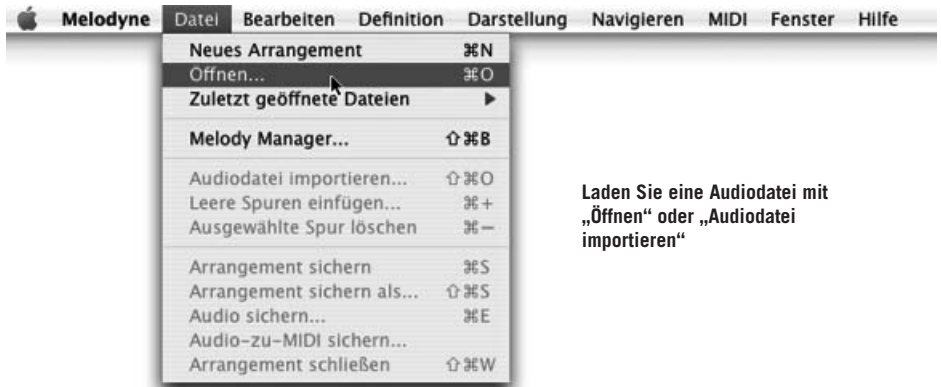 Melodyne Datei Bearbeiten Definition Darstellung Navigieren MIDI Fenster Hilfe
Neues Arrangement ⌘N
Öffnen... ⌘O
Zuletzt geöffnete Dateien ▶
Melody Manager... ⇧⌘B
Audiodatei importieren... ⇧⌘O
Leere Spuren einfügen... ⌘+
Ausgewählte Spur löschen ⌘−
Arrangement sichern ⌘S
Arrangement sichern als... ⇧⌘S
Audio sichern... ⌘E
Audio-zu-MIDI sichern...
Arrangement schließen ⇧⌘W
Laden Sie eine Audiodatei mit
„Öffnen“ oder „Audiodatei
importieren“